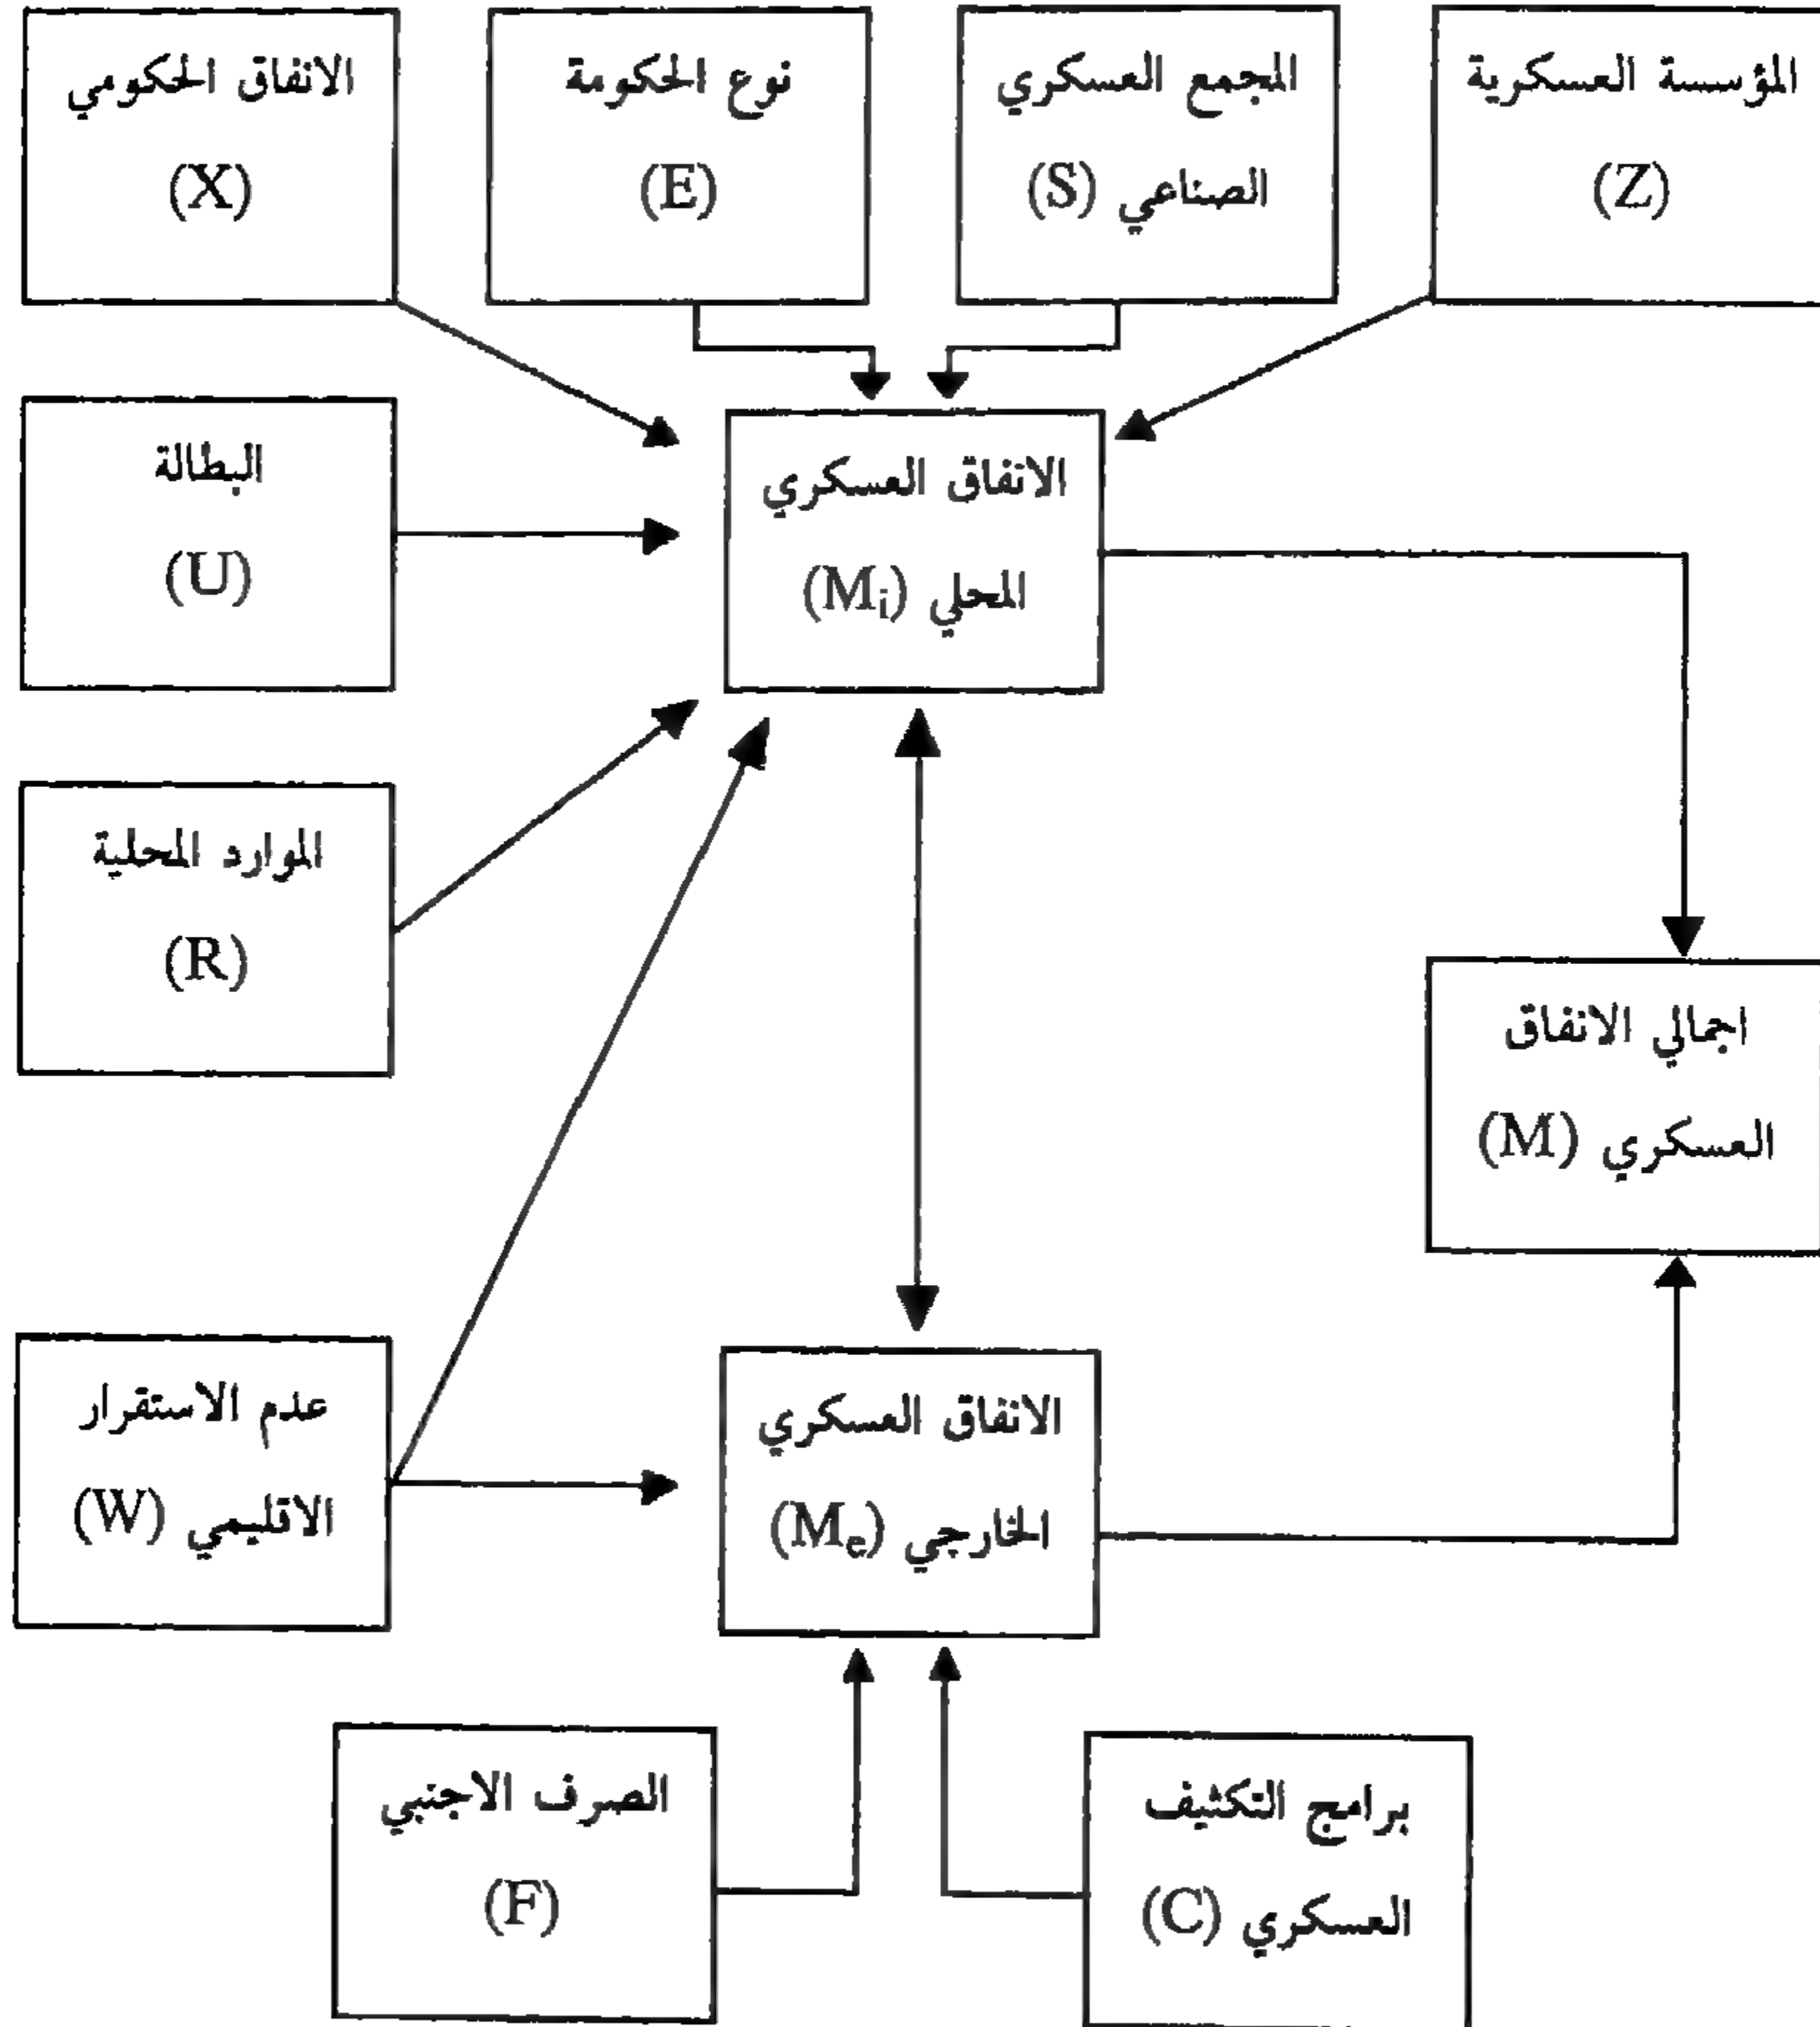 المؤسسة العسكرية
(Z)
المجمع العسكري
الصناعي (S)
نوع الحكومة
(E)
الانفاق الحكومي
(X)
البطالة
(U)
الانفاق العسكري
المحلي (Mi)
الموارد المحلية
(R)
اجمالي الانفاق
العسكري (M)
عدم الاستقرار
الاقليمي (W)
الانفاق العسكري
الخارجي (Me)
برامج التكثيف
العسكري (C)
الصرف الاجنبي
(F)